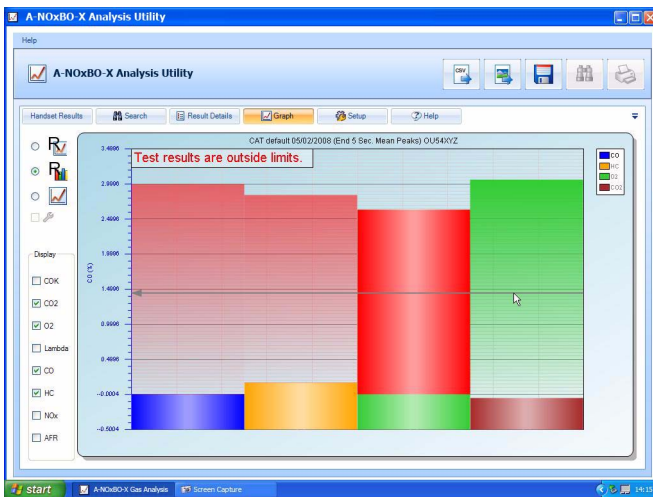 A-NOxBO-X Analysis Utility
Help
A-NOxBO-X Analysis Utility
CSV
Handset Results
Search
Result Details
Graph
Setup
Help
CAT default 05/02/2008 (End 5 Sec. Mean Peaks) OU54XYZ
Test results are outside limits.
3.4996
2.9996
2.4996
1.9996
1.4996
0.9996
0.4996
-0.0004
-0.5004
CO (%)
CO
HC
O2
CO2
Display
COK
CO2
O2
Lambda
CO
HC
NOx
AFR
start
A-NOxBO-X Gas Analysis
Screen Capture
14:15